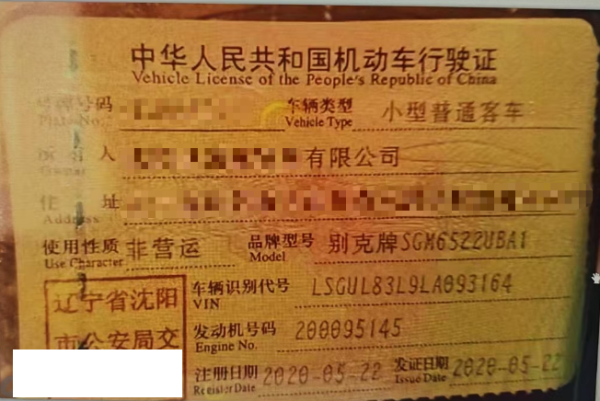 中华人民共和国机动车行驶证
Vehicle License of the People's Republic of China
号牌号码 车辆类型 小型普通客车
Plate No. Vehicle Type
人 有限公司
Owner
住 址
Address
使用性质 非营运 品牌型号 别克牌SGM6522UBA1
Use Character Model
辽宁省沈阳 车辆识别代号 LSGUL83L9LA093164
VIN
市公安局交 发动机号码 200095145
Engine No.
注册日期 2020-05-22 发证日期 2020-05-22
Register Date Issue Date